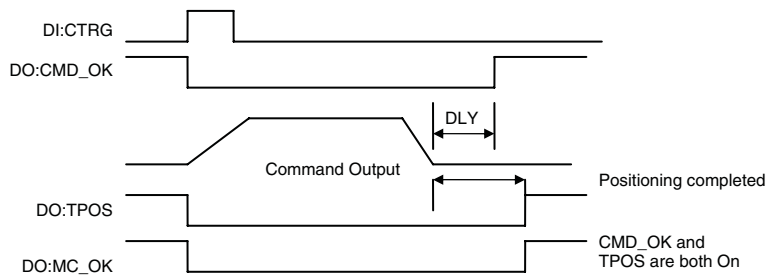 DI:CTRG
DO:CMD_OK
DLY
Command Output
Positioning completed
DO:TPOS
CMD_OK and
TPOS are both On
DO:MC_OK